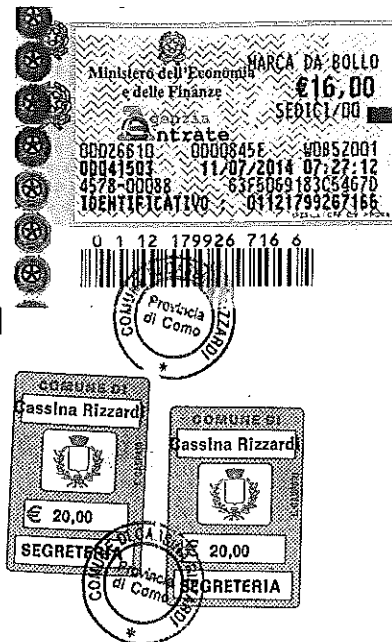 Ministero dell'Economia
e delle Finanze
MARCA DA BOLLO
€16,00
SEDICI/00
Agenzia
Entrate
00026610 0000845E W0B52001
00041503 11/07/2014 07:27:12
4578-00088 63F5D69183C5467D
IDENTIFICATIVO : 01121799267166
0 1 12 179926 716 6
Provincia
di Como
COMUNE DI
Cassina Rizzardi
€ 20,00
SEGRETERIA
COMUNE DI
Cassina Rizzardi
€ 20,00
SEGRETERIA
Provincia
di Como